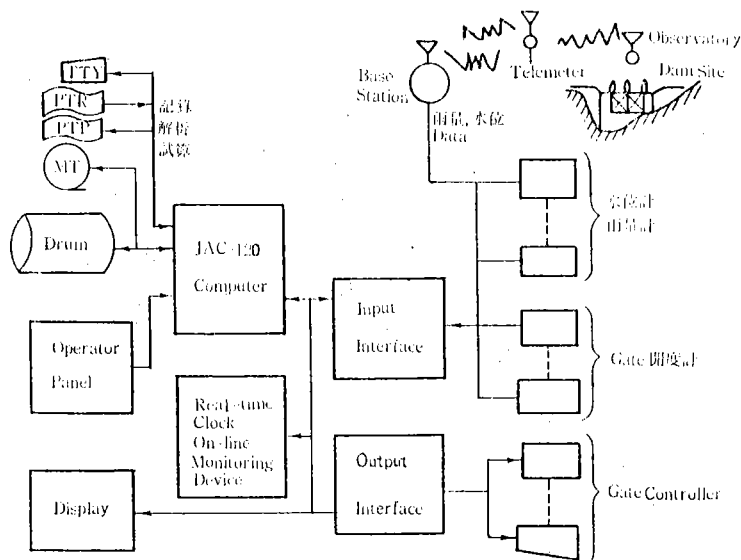 TTY
PTR
PTP
MT
記錄
解析
試算
Drum
JAC-120
Computer
Operator
Panel
Real-time
Clock
On-line
Monitoring
Device
Display
Base
Station
Telemeter
Observatory
Dam Site
雨量, 水位
Data
水位計
雨量計
Input
Interface
Gate 開度計
Output
Interface
Gate Controller